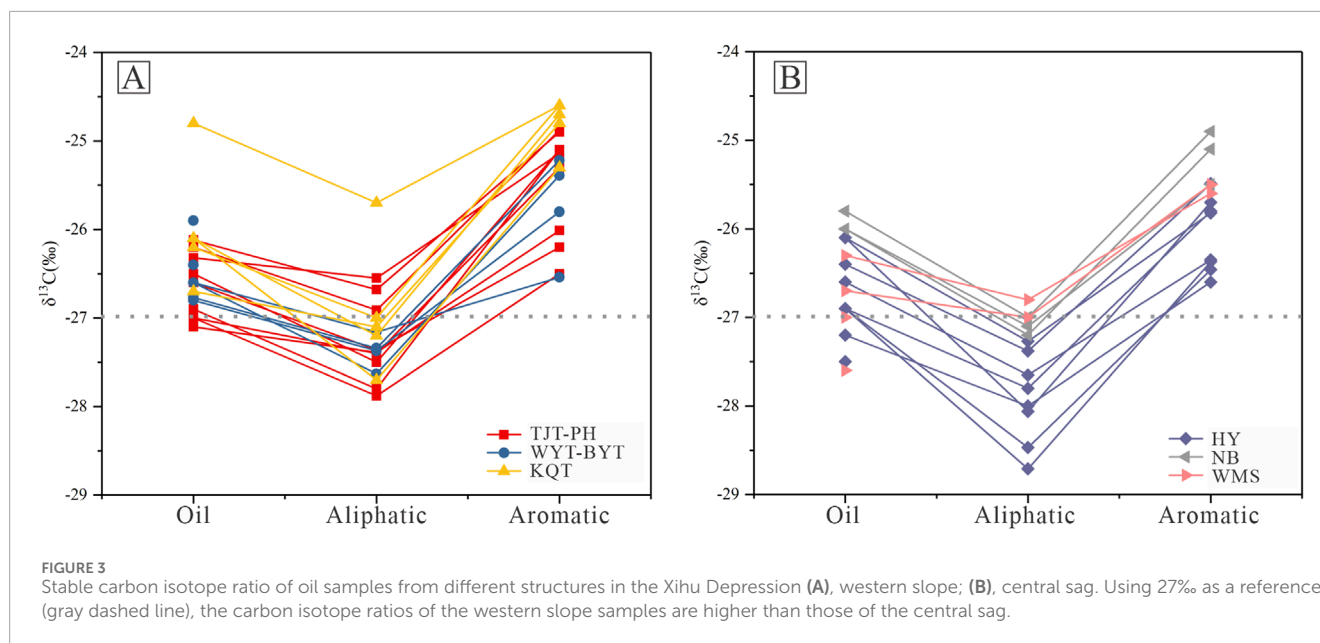 A
-24
-25
-26
-27
-28
-29
δ¹³C(‰)
Oil
Aliphatic
Aromatic
TJT-PH
WYT-BYT
KQT
B
-24
-25
-26
-27
-28
-29
δ¹³C(‰)
Oil
Aliphatic
Aromatic
HY
NB
WMS
FIGURE 3
Stable carbon isotope ratio of oil samples from different structures in the Xihu Depression (A), western slope; (B), central sag. Using 27‰ as a reference
(gray dashed line), the carbon isotope ratios of the western slope samples are higher than those of the central sag.